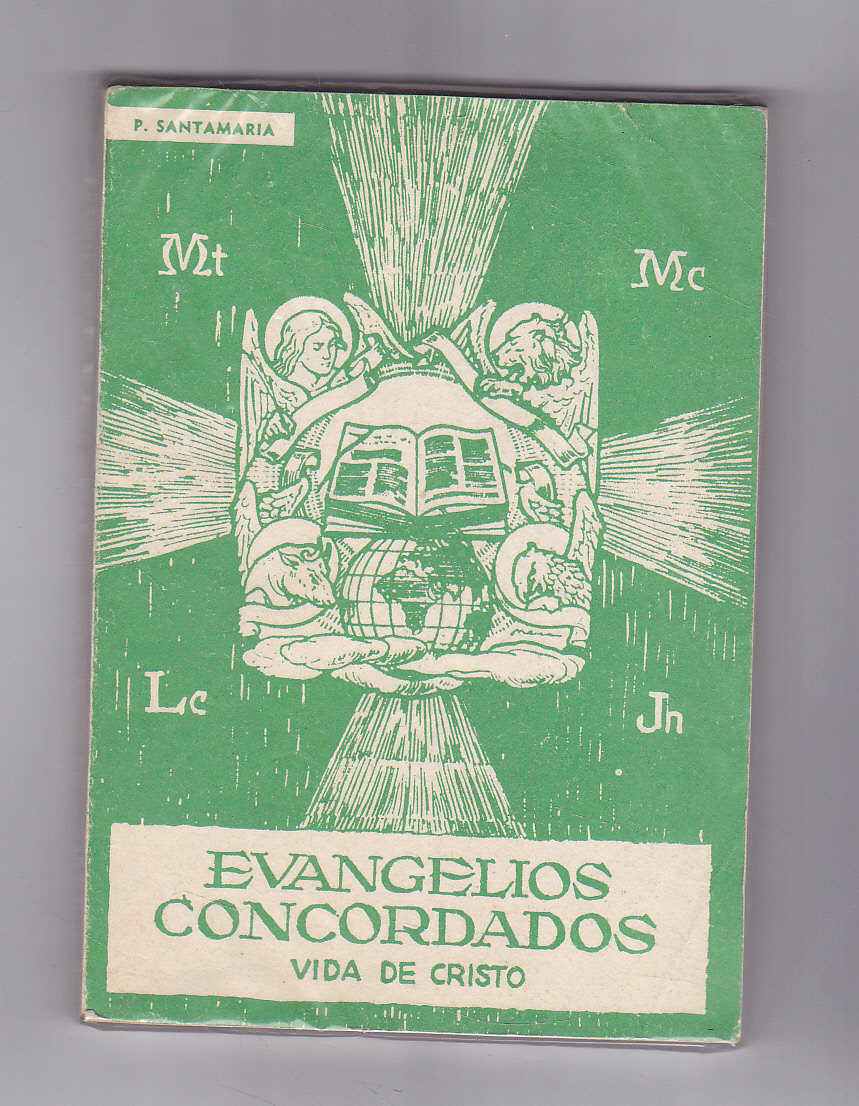 P. SANTAMARIA
Mt
Mc
Lc
Jn
EVANGELIOS
CONCORDADOS
VIDA DE CRISTO